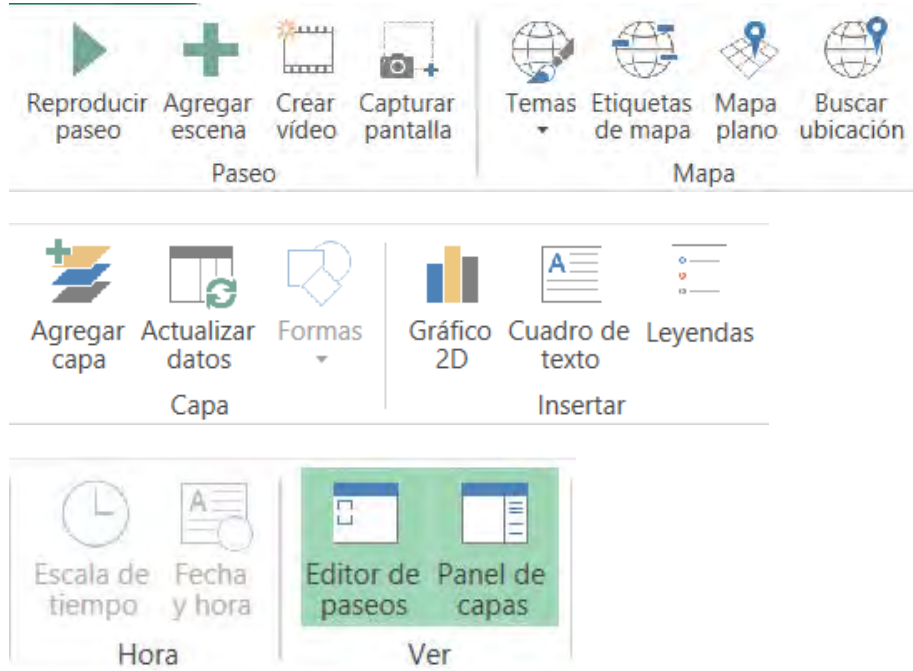 Reproducir Agregar Crear Capturar Temas Etiquetas Mapa Buscar
paseo escena vídeo pantalla de mapa plano ubicación
Paseo Mapa
Agregar Actualizar Formas Gráfico Cuadro de Leyendas
capa datos 2D texto
Capa Insertar
Escala de Fecha Editor de Panel de
tiempo y hora paseos capas
Hora Ver